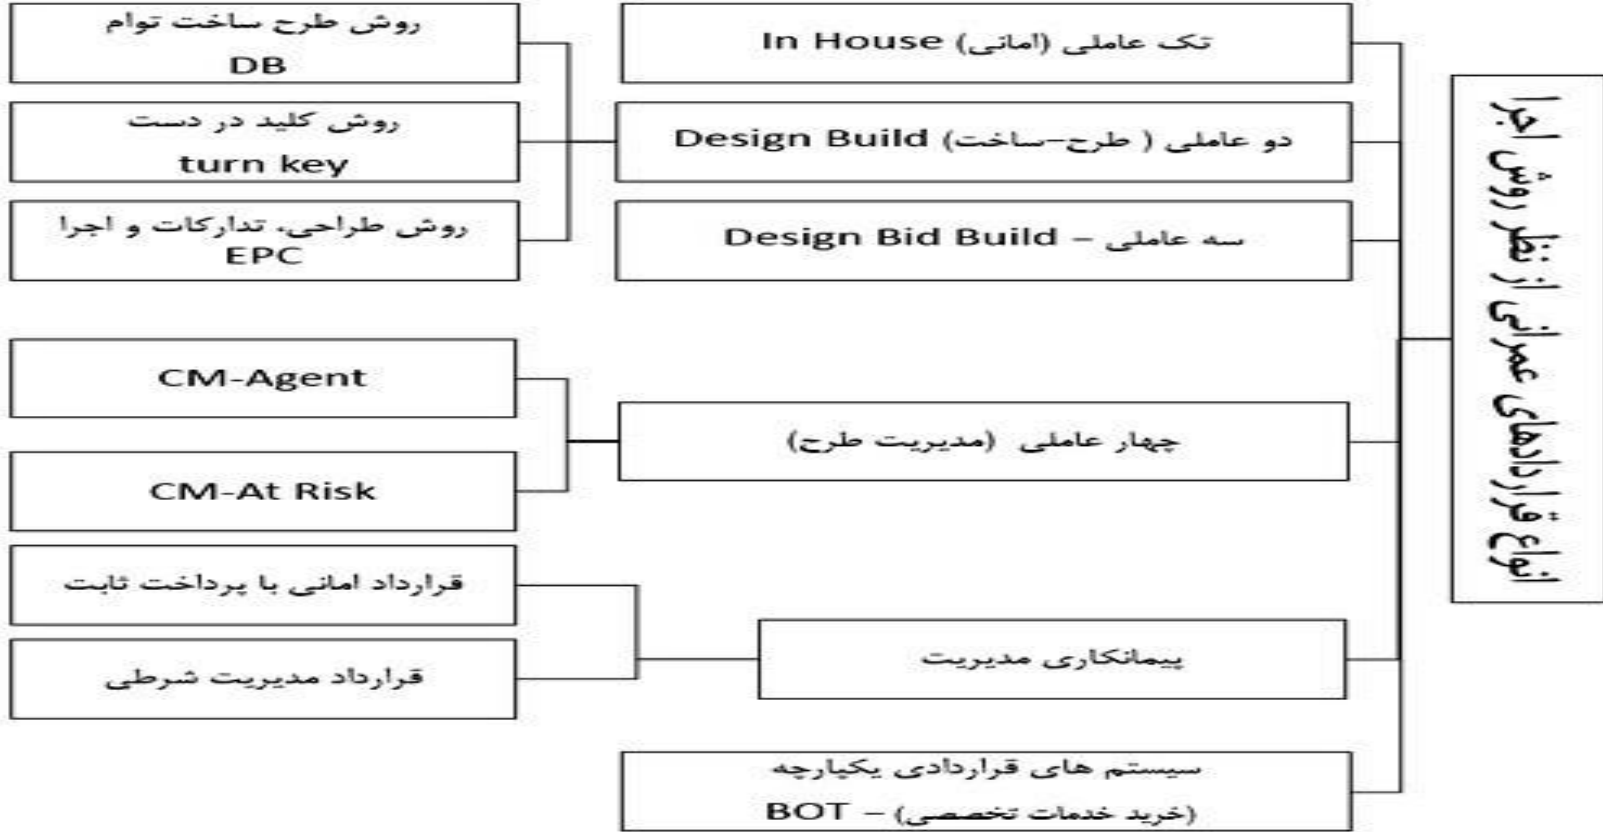 انواع قراردادهای عمرانی از نظر روش اجرا
تک عاملی (امانی) In House
دو عاملی ( طرح-ساخت) Design Build
روش طرح ساخت توام
DB
روش کلید در دست
turn key
روش طراحی، تدارکات و اجرا
EPC
سه عاملی – Design Bid Build
چهار عاملی (مدیریت طرح)
CM-Agent
CM-At Risk
پیمانکاری مدیریت
قرارداد امانی با پرداخت ثابت
قرارداد مدیریت شرطی
سیستم های قراردادی یکپارچه
(خرید خدمات تخصصی) – BOT